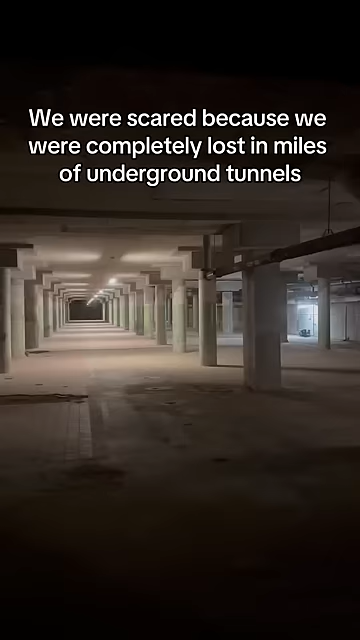 We were scared because we
were completely lost in miles
of underground tunnels